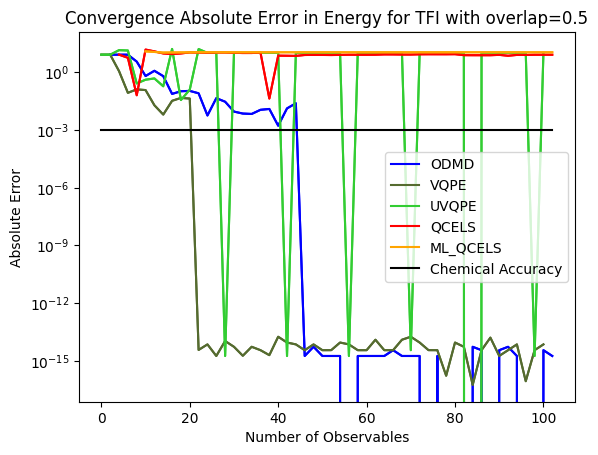 Convergence Absolute Error in Energy for TFI with overlap=0.5
Absolute Error
10⁰
10⁻³
10⁻⁶
10⁻⁹
10⁻¹²
10⁻¹⁵
ODMD
VQPE
UVQPE
QCELS
ML_QCELS
Chemical Accuracy
0 20 40 60 80 100
Number of Observables